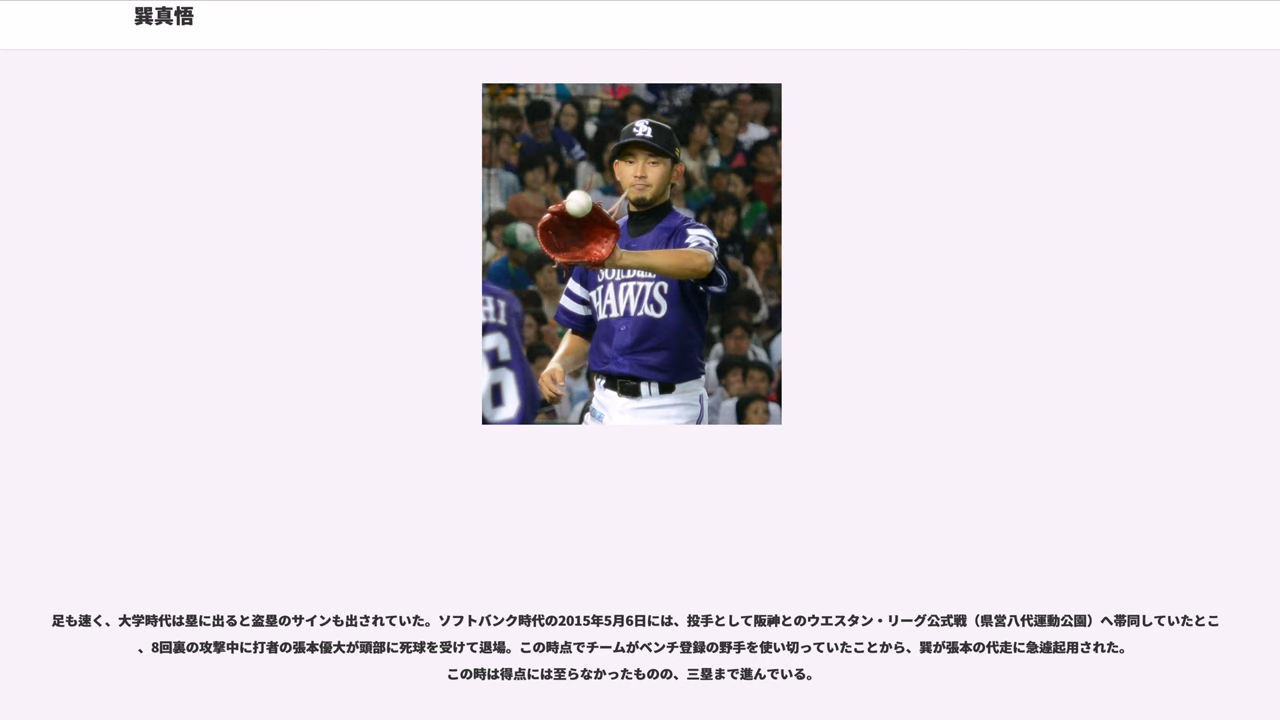 巽真悟
Sh
SoftBank
HAWKS
HI
6
足も速く、大学時代は塁に出ると盗塁のサインも出されていた。ソフトバンク時代の2015年5月6日には、投手として阪神とのウエスタン・リーグ公式戦（県営八代運動公園）へ帯同していたとこ
、8回裏の攻撃中に打者の張本優大が頭部に死球を受けて退場。この時点でチームがベンチ登録の野手を使い切っていたことから、巽が張本の代走に急遽起用された。
この時は得点には至らなかったものの、三塁まで進んでいる。